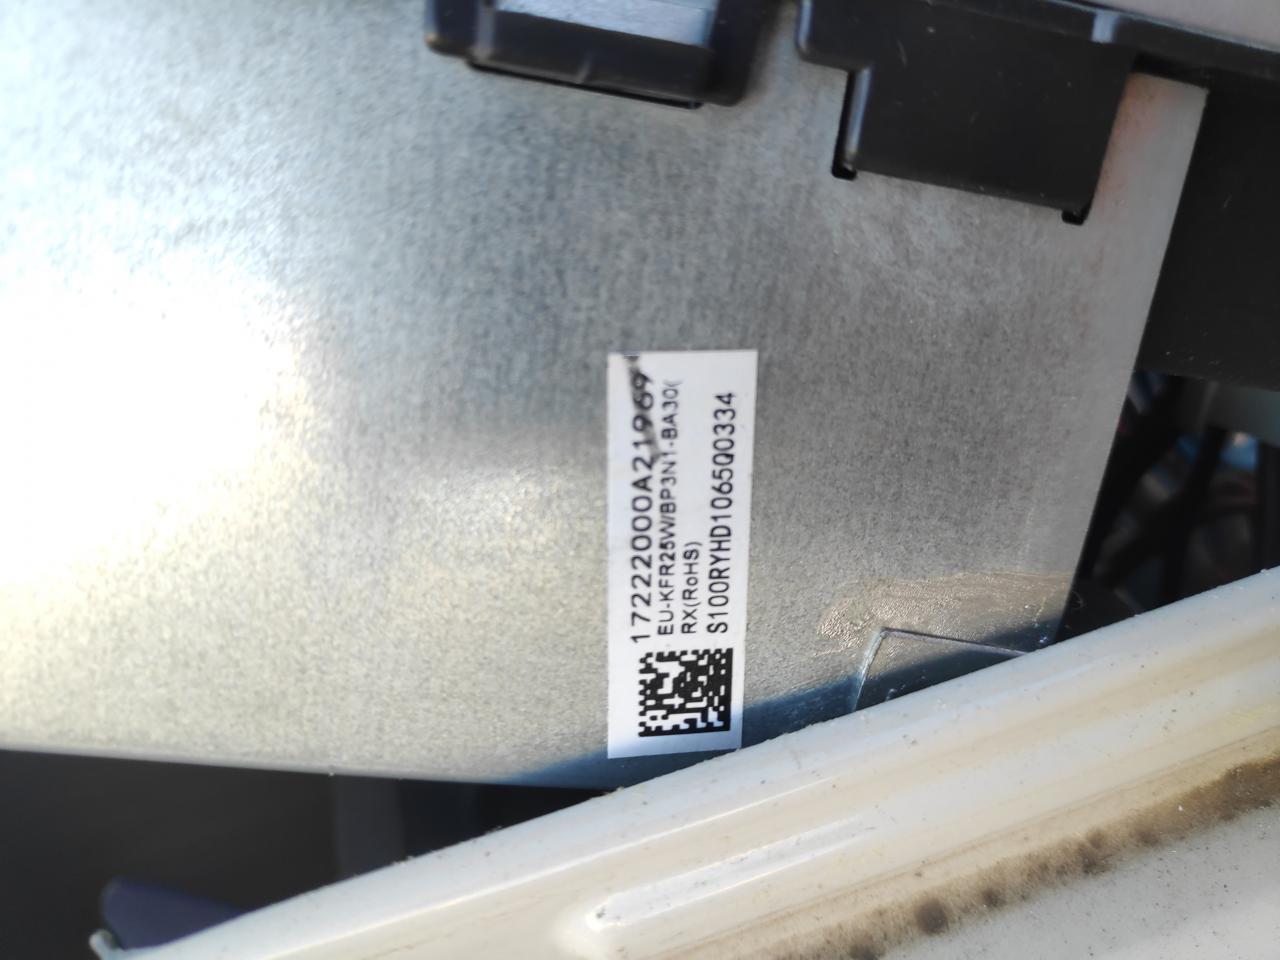 17222000A21969
EU-KFR25W/BP3N1-BA30(
RX(RoHS)
S100RYHD1065Q0334